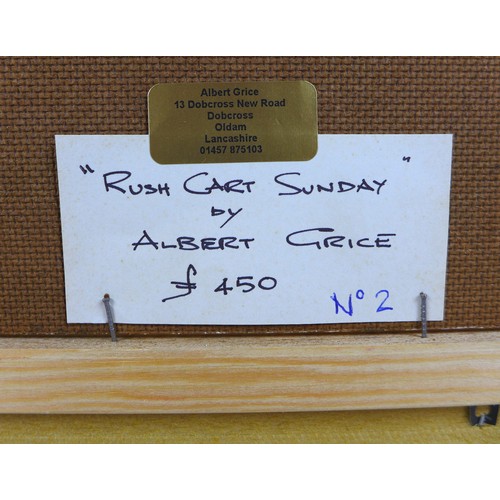 Albert Grice
13 Dobcross New Road
Dobcross
Oldam
Lancashire
01457 875103
"RUSH CART SUNDAY"
by
ALBERT GRICE
£450
Nº 2